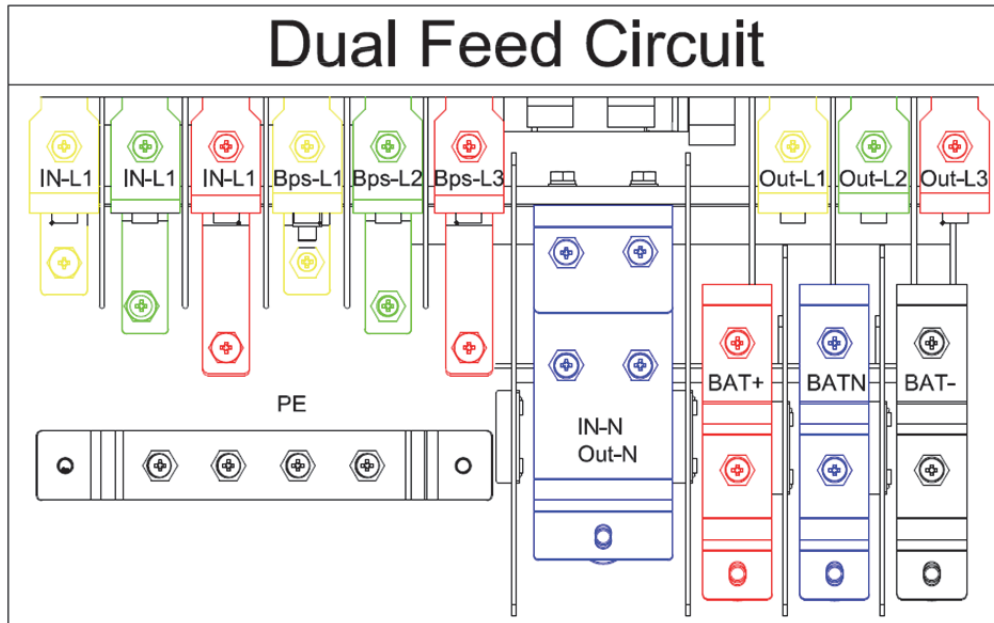 Dual Feed Circuit
IN-L1 IN-L1 IN-L1 Bps-L1 Bps-L2 Bps-L3 Out-L1 Out-L2 Out-L3
BAT+ BATN BAT-
PE
IN-N
Out-N